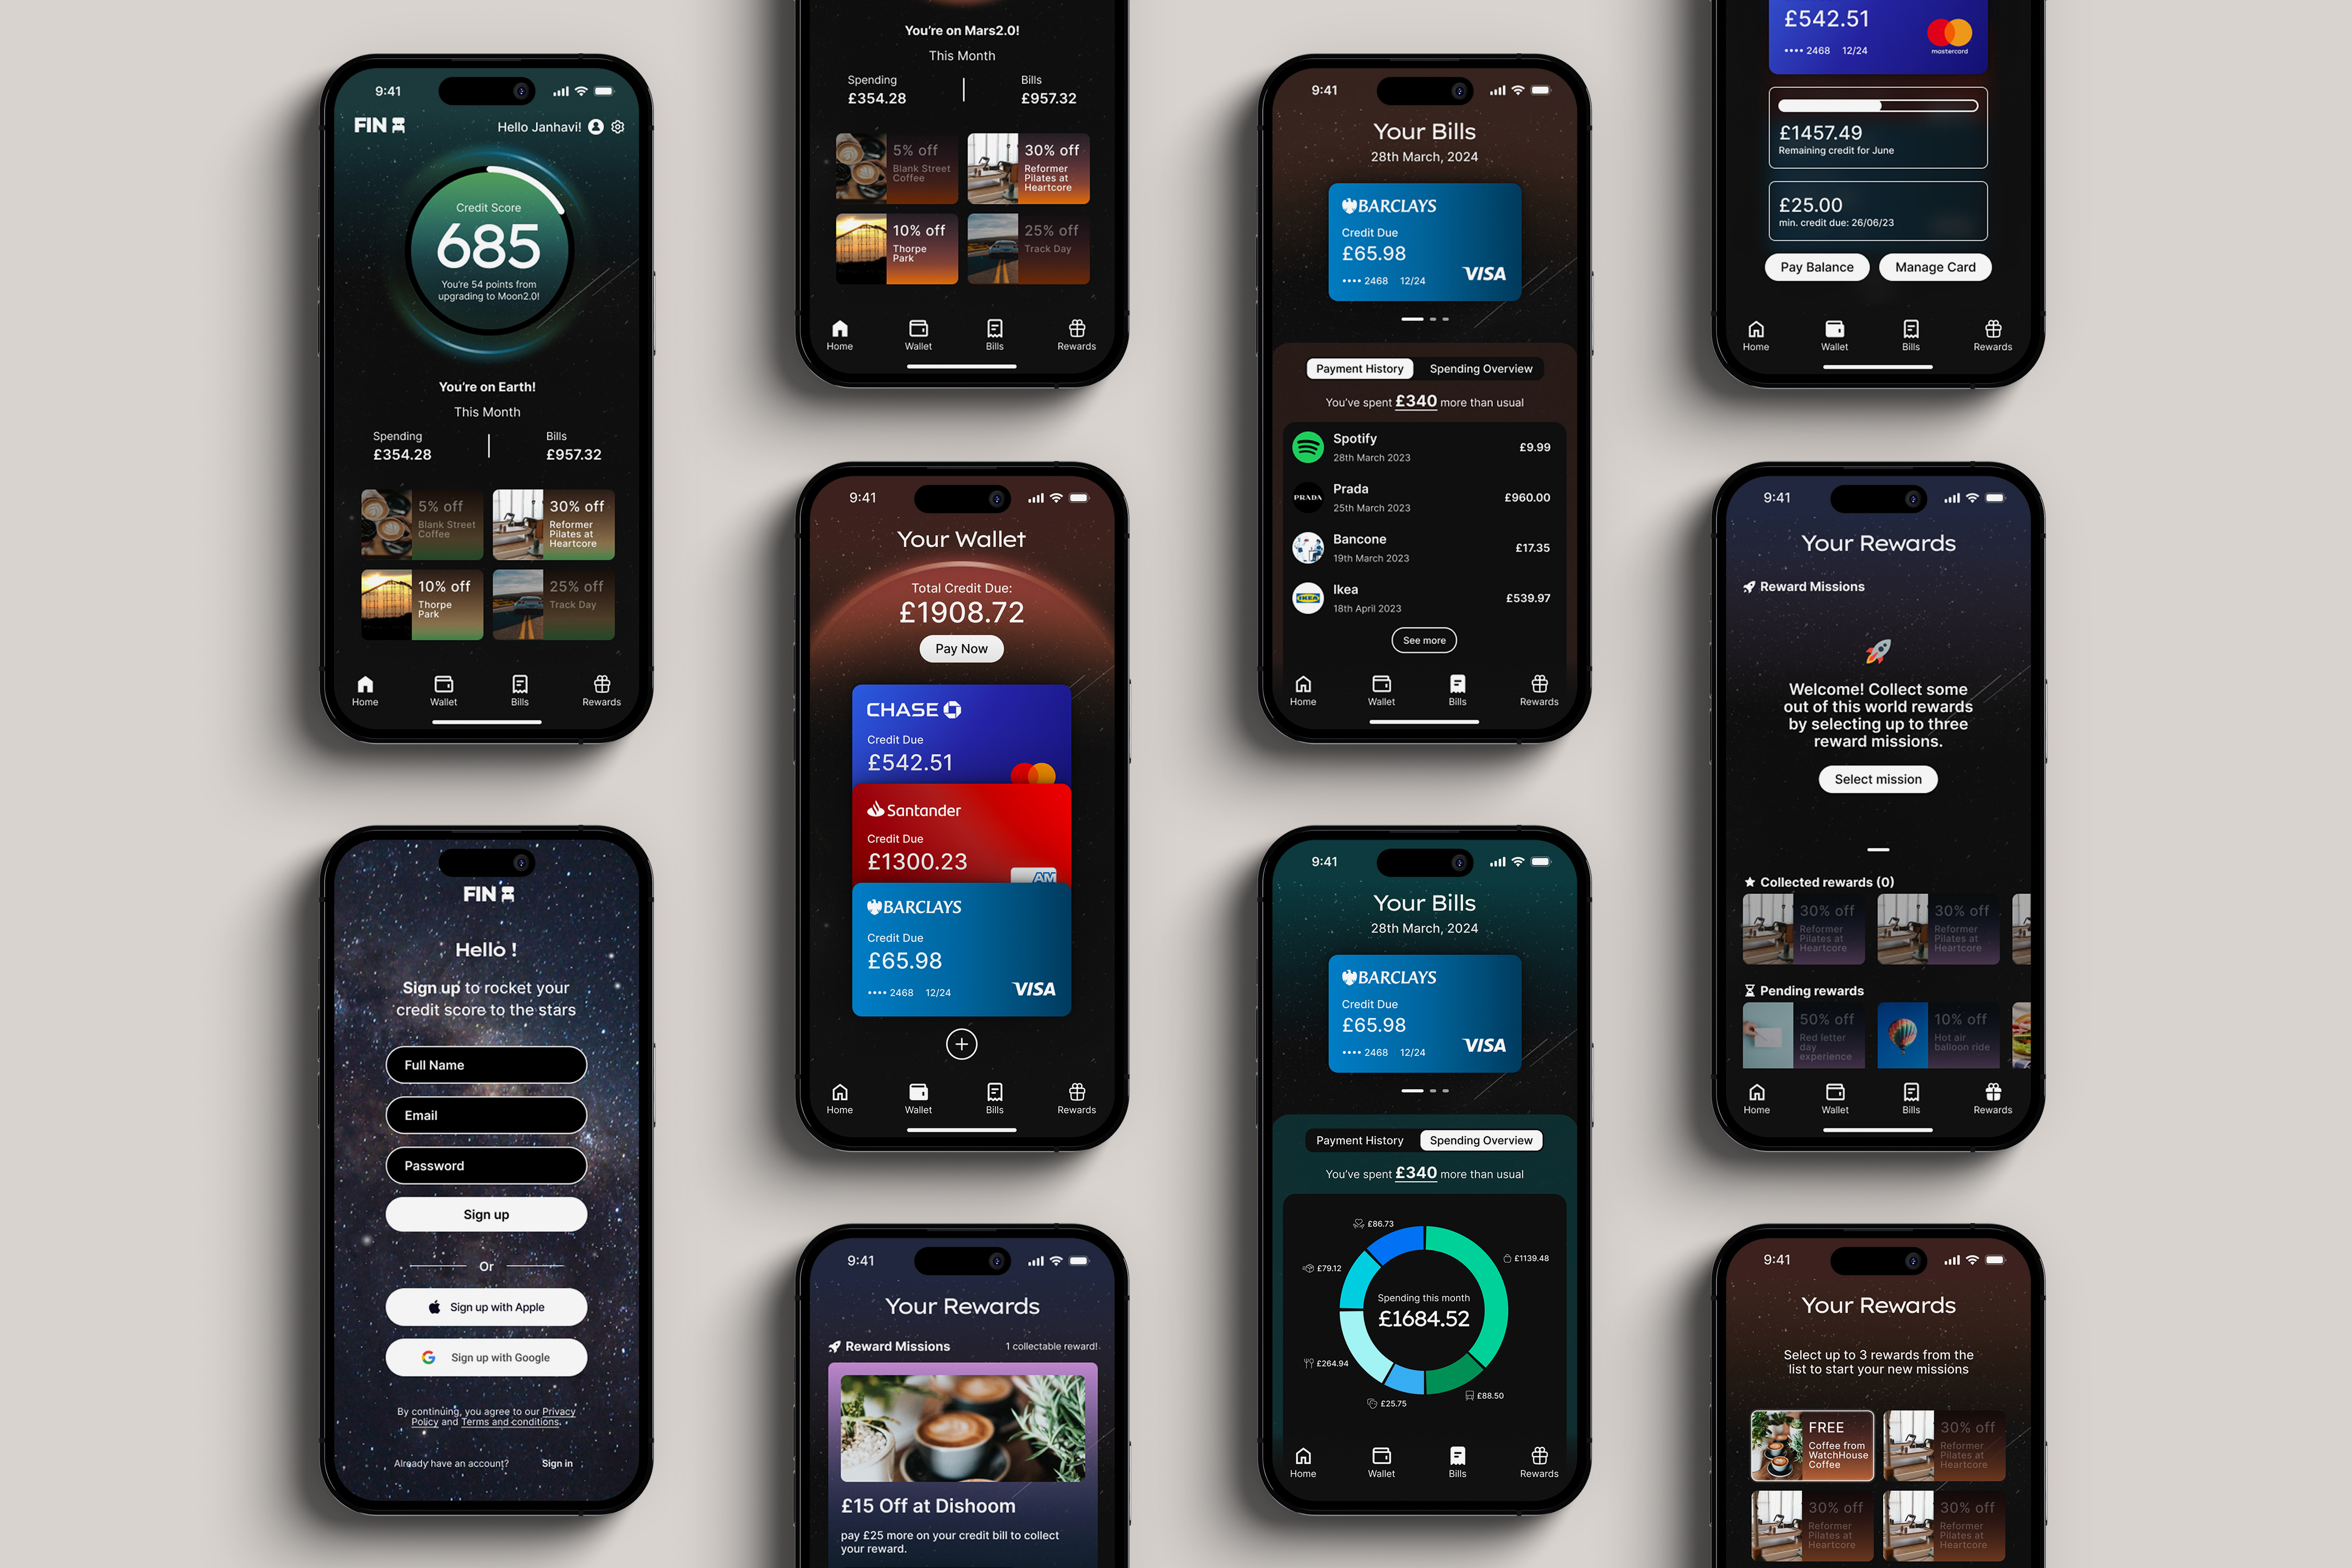 9:41
FIN
Hello Janhavi!
Credit Score
685
You're 54 points from
upgrading to Moon2.0!
You're on Earth!
This Month
Spending
Bills
£354.28
£957.32
5% off
Blank Street
Coffee
30% off
Reformer
Pilates at
Heartcore
10% off
Thorpe
Park
25% off
Track Day
Home
Wallet
Bills
Rewards
FIN
Hello !
Sign up to rocket your
credit score to the stars
Full Name
Email
Password
Sign up
Or
Sign up with Apple
Sign up with Google
By continuing, you agree to our Privacy
Policy and Terms and conditions.
Already have an account? Sign in
You're on Mars2.0!
This Month
Spending
Bills
£354.28
£957.32
5% off
Blank Street
Coffee
30% off
Reformer
Pilates at
Heartcore
10% off
Thorpe
Park
25% off
Track Day
Home
Wallet
Bills
Rewards
9:41
Your Wallet
Total Credit Due:
£1908.72
Pay Now
CHASE
Credit Due
£542.51
Santander
Credit Due
£1300.23
AM
BARCLAYS
Credit Due
£65.98
•••• 2468 12/24
VISA
Home
Wallet
Bills
Rewards
9:41
Your Rewards
Reward Missions
1 collectable reward!
£15 Off at Dishoom
pay £25 more on your credit bill to collect
your reward.
9:41
Your Bills
28th March, 2024
BARCLAYS
Credit Due
£65.98
•••• 2468 12/24
VISA
Payment History
Spending Overview
You've spent £340 more than usual
Spotify
28th March 2023
£9.99
PRADA
Prada
25th March 2023
£960.00
Bancone
19th March 2023
£17.35
IKEA
Ikea
18th April 2023
£539.97
See more
Home
Wallet
Bills
Rewards
9:41
Your Bills
28th March, 2024
BARCLAYS
Credit Due
£65.98
•••• 2468 12/24
VISA
Payment History
Spending Overview
You've spent £340 more than usual
£86.73
£1139.48
£79.12
Spending this month
£1684.52
£264.94
£88.50
£25.75
Home
Wallet
Bills
Rewards
£542.51
•••• 2468 12/24
mastercard
£1457.49
Remaining credit for June
£25.00
min. credit due: 26/06/23
Pay Balance
Manage Card
Home
Wallet
Bills
Rewards
9:41
Your Rewards
Reward Missions
Welcome! Collect some
out of this world rewards
by selecting up to three
reward missions.
Select mission
Collected rewards (0)
30% off
Reformer
Pilates at
Heartcore
30% off
Reformer
Pilates at
Heartcore
Pending rewards
50% off
Red letter
day
experience
10% off
Hot air
balloon ride
Home
Wallet
Bills
Rewards
9:41
Your Rewards
Select up to 3 rewards from the
list to start your new missions
FREE
Coffee from
WatchHouse
Coffee
30% off
Reformer
Pilates at
Heartcore
30% off
Reformer
Pilates at
Heartcore
30% off
Reformer
Pilates at
Heartcore